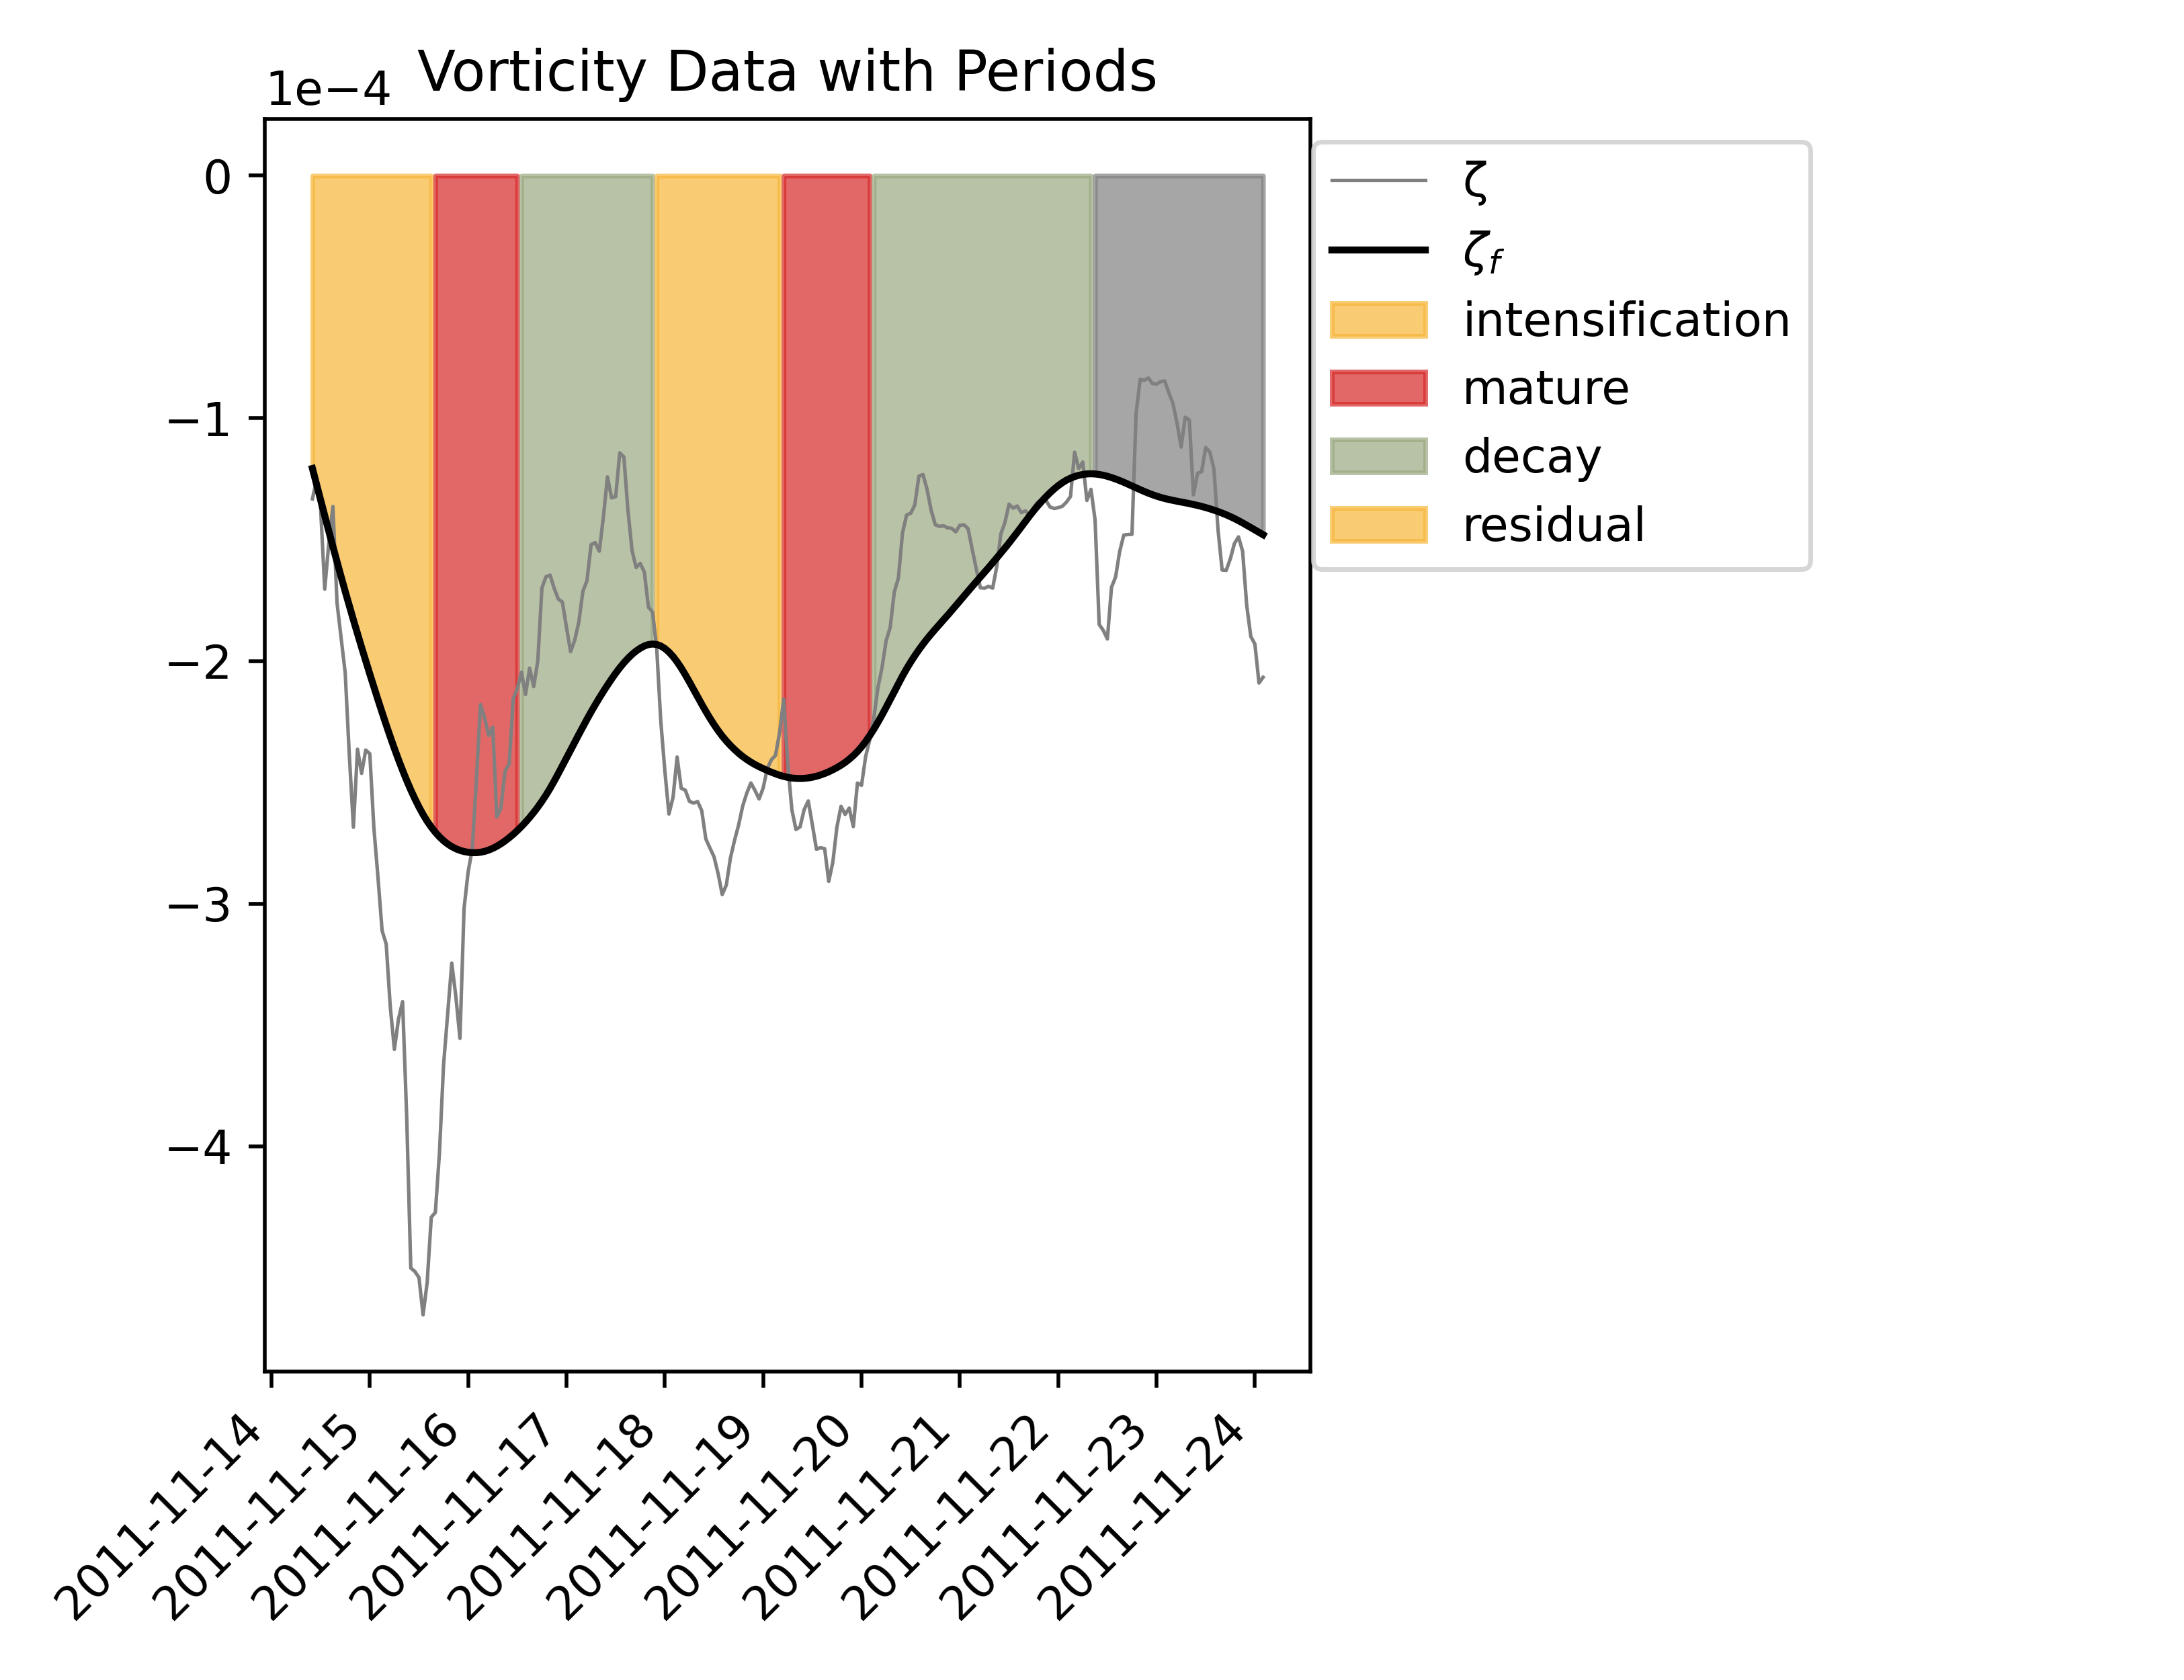 Vorticity Data with Periods
1e−4
0
−1
−2
−3
−4
2011-11-14
2011-11-15
2011-11-16
2011-11-17
2011-11-18
2011-11-19
2011-11-20
2011-11-21
2011-11-22
2011-11-23
2011-11-24
ζ
ζf
intensification
mature
decay
residual